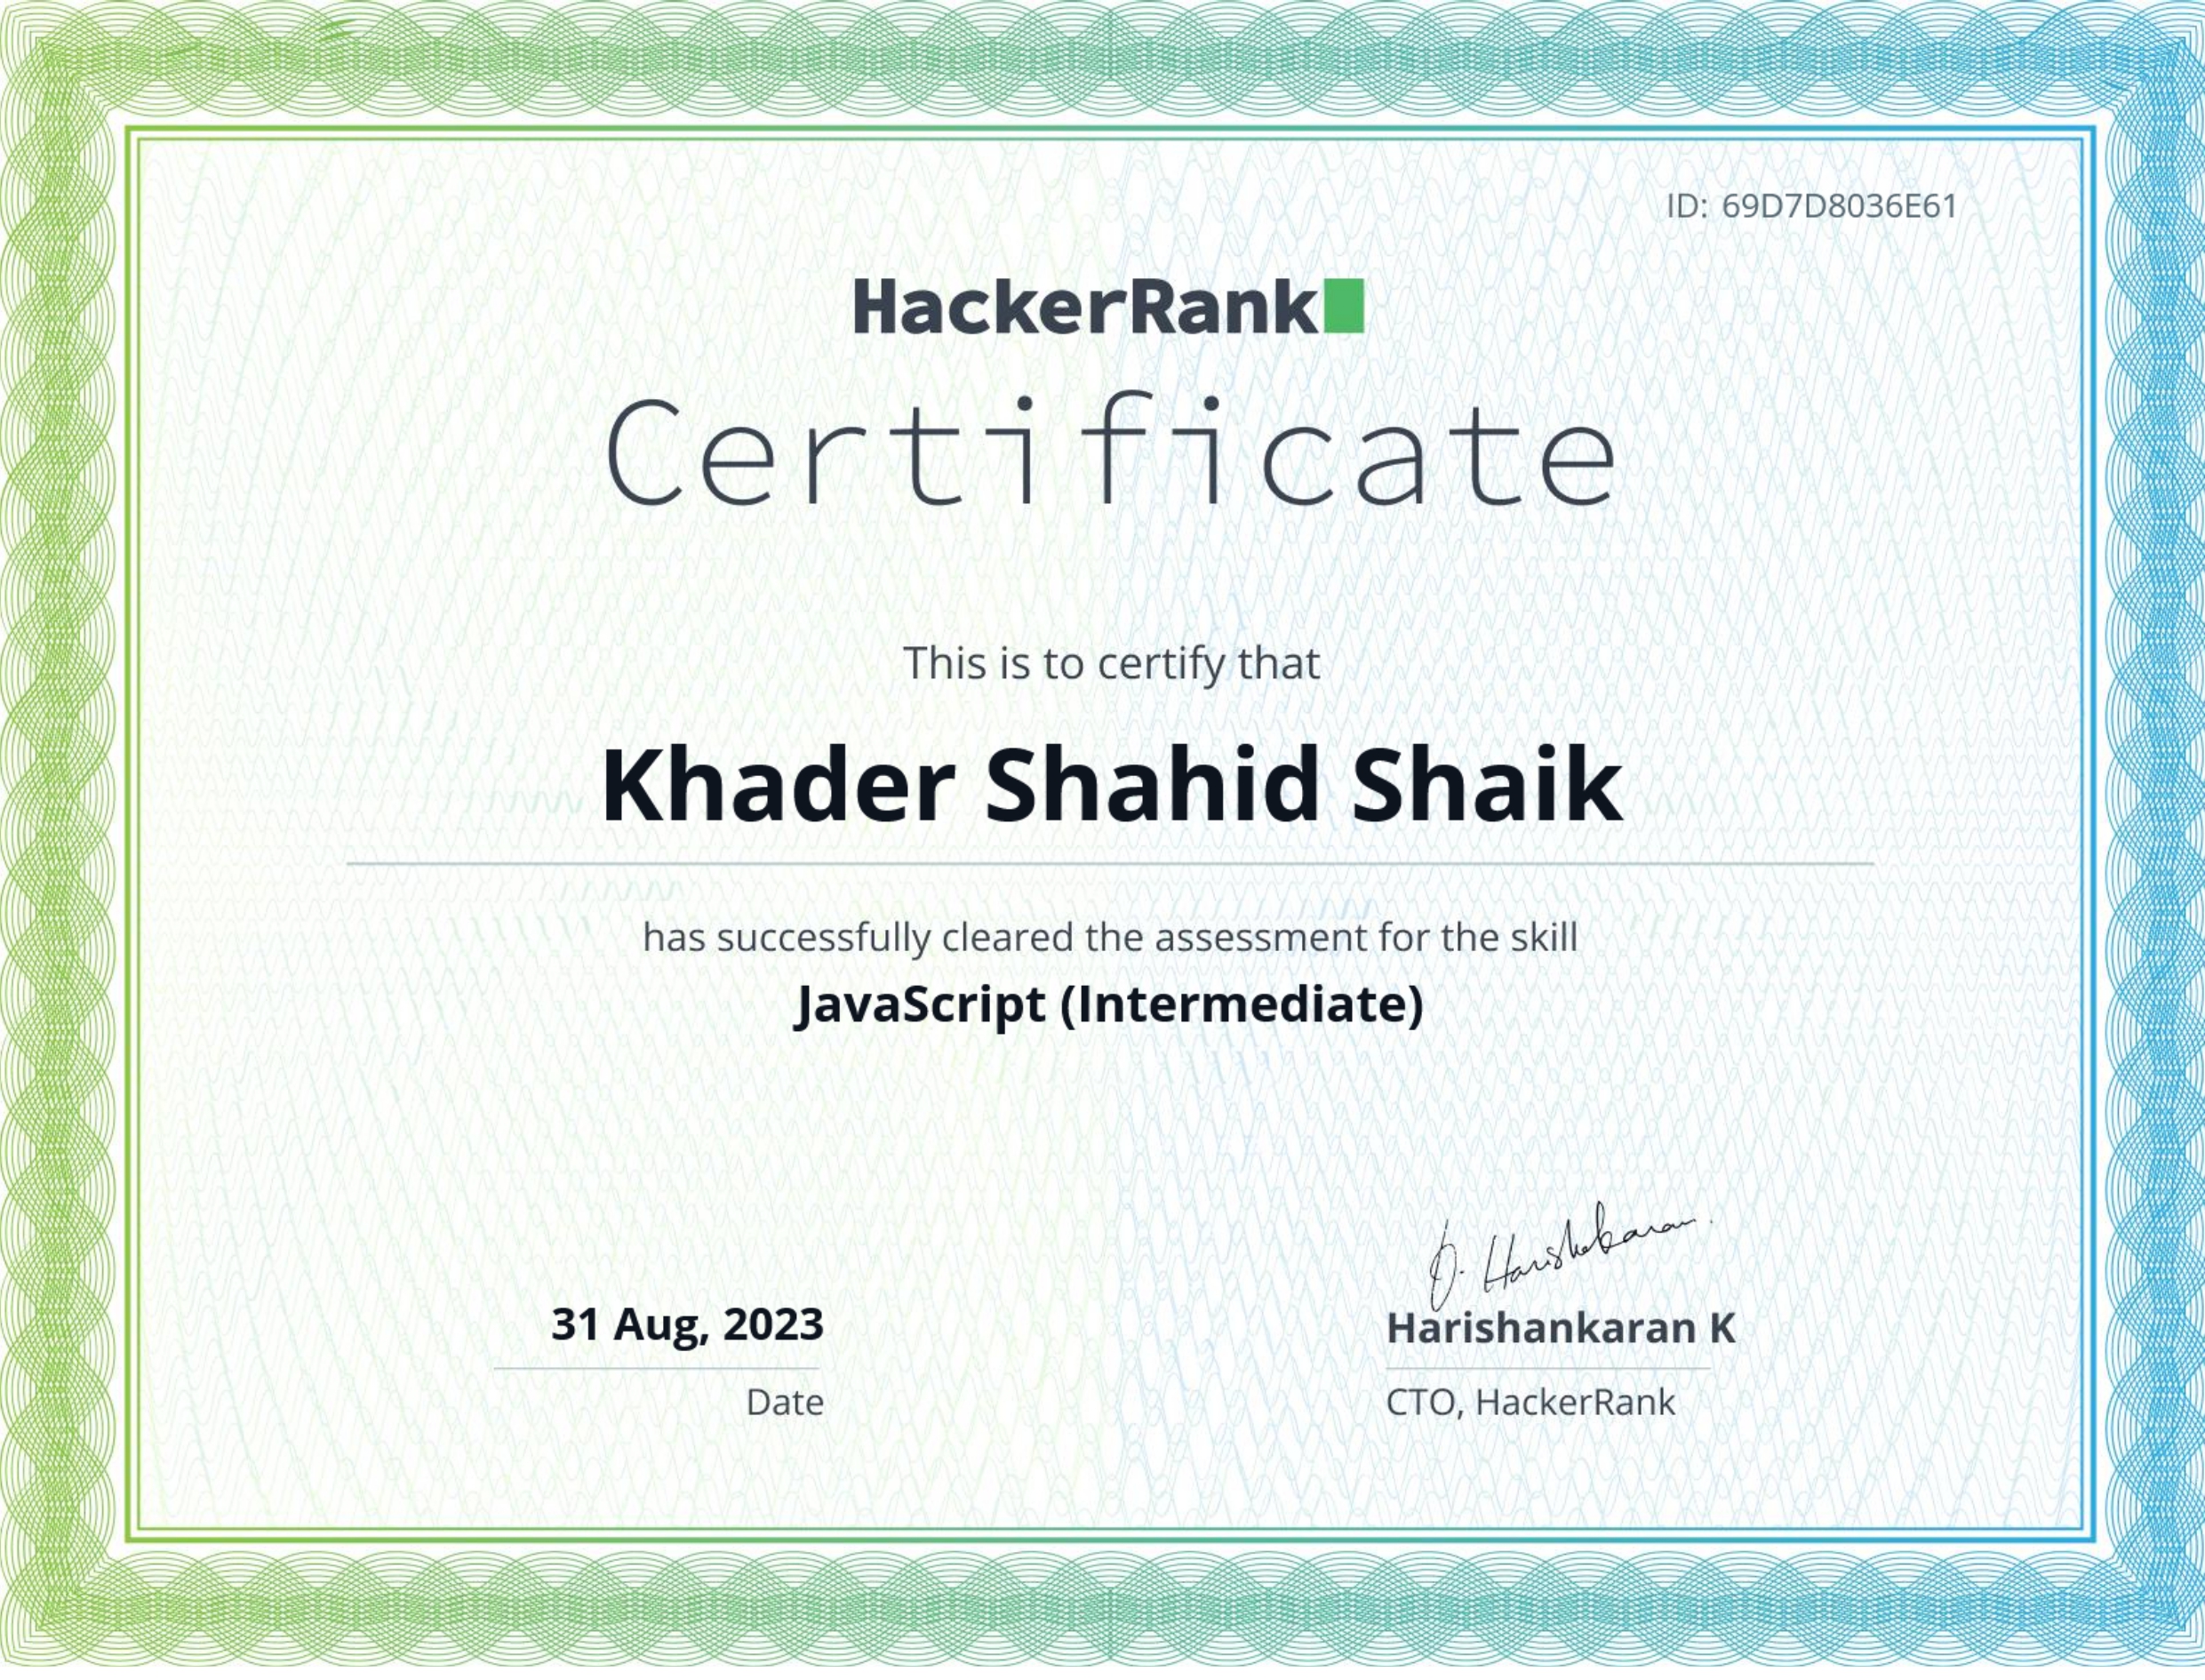 ID: 69D7D8036E61
HackerRank
Certificate
This is to certify that
Khader Shahid Shaik
has successfully cleared the assessment for the skill
JavaScript (Intermediate)
D. Harishankaran.
31 Aug, 2023
Harishankaran K
Date
CTO, HackerRank